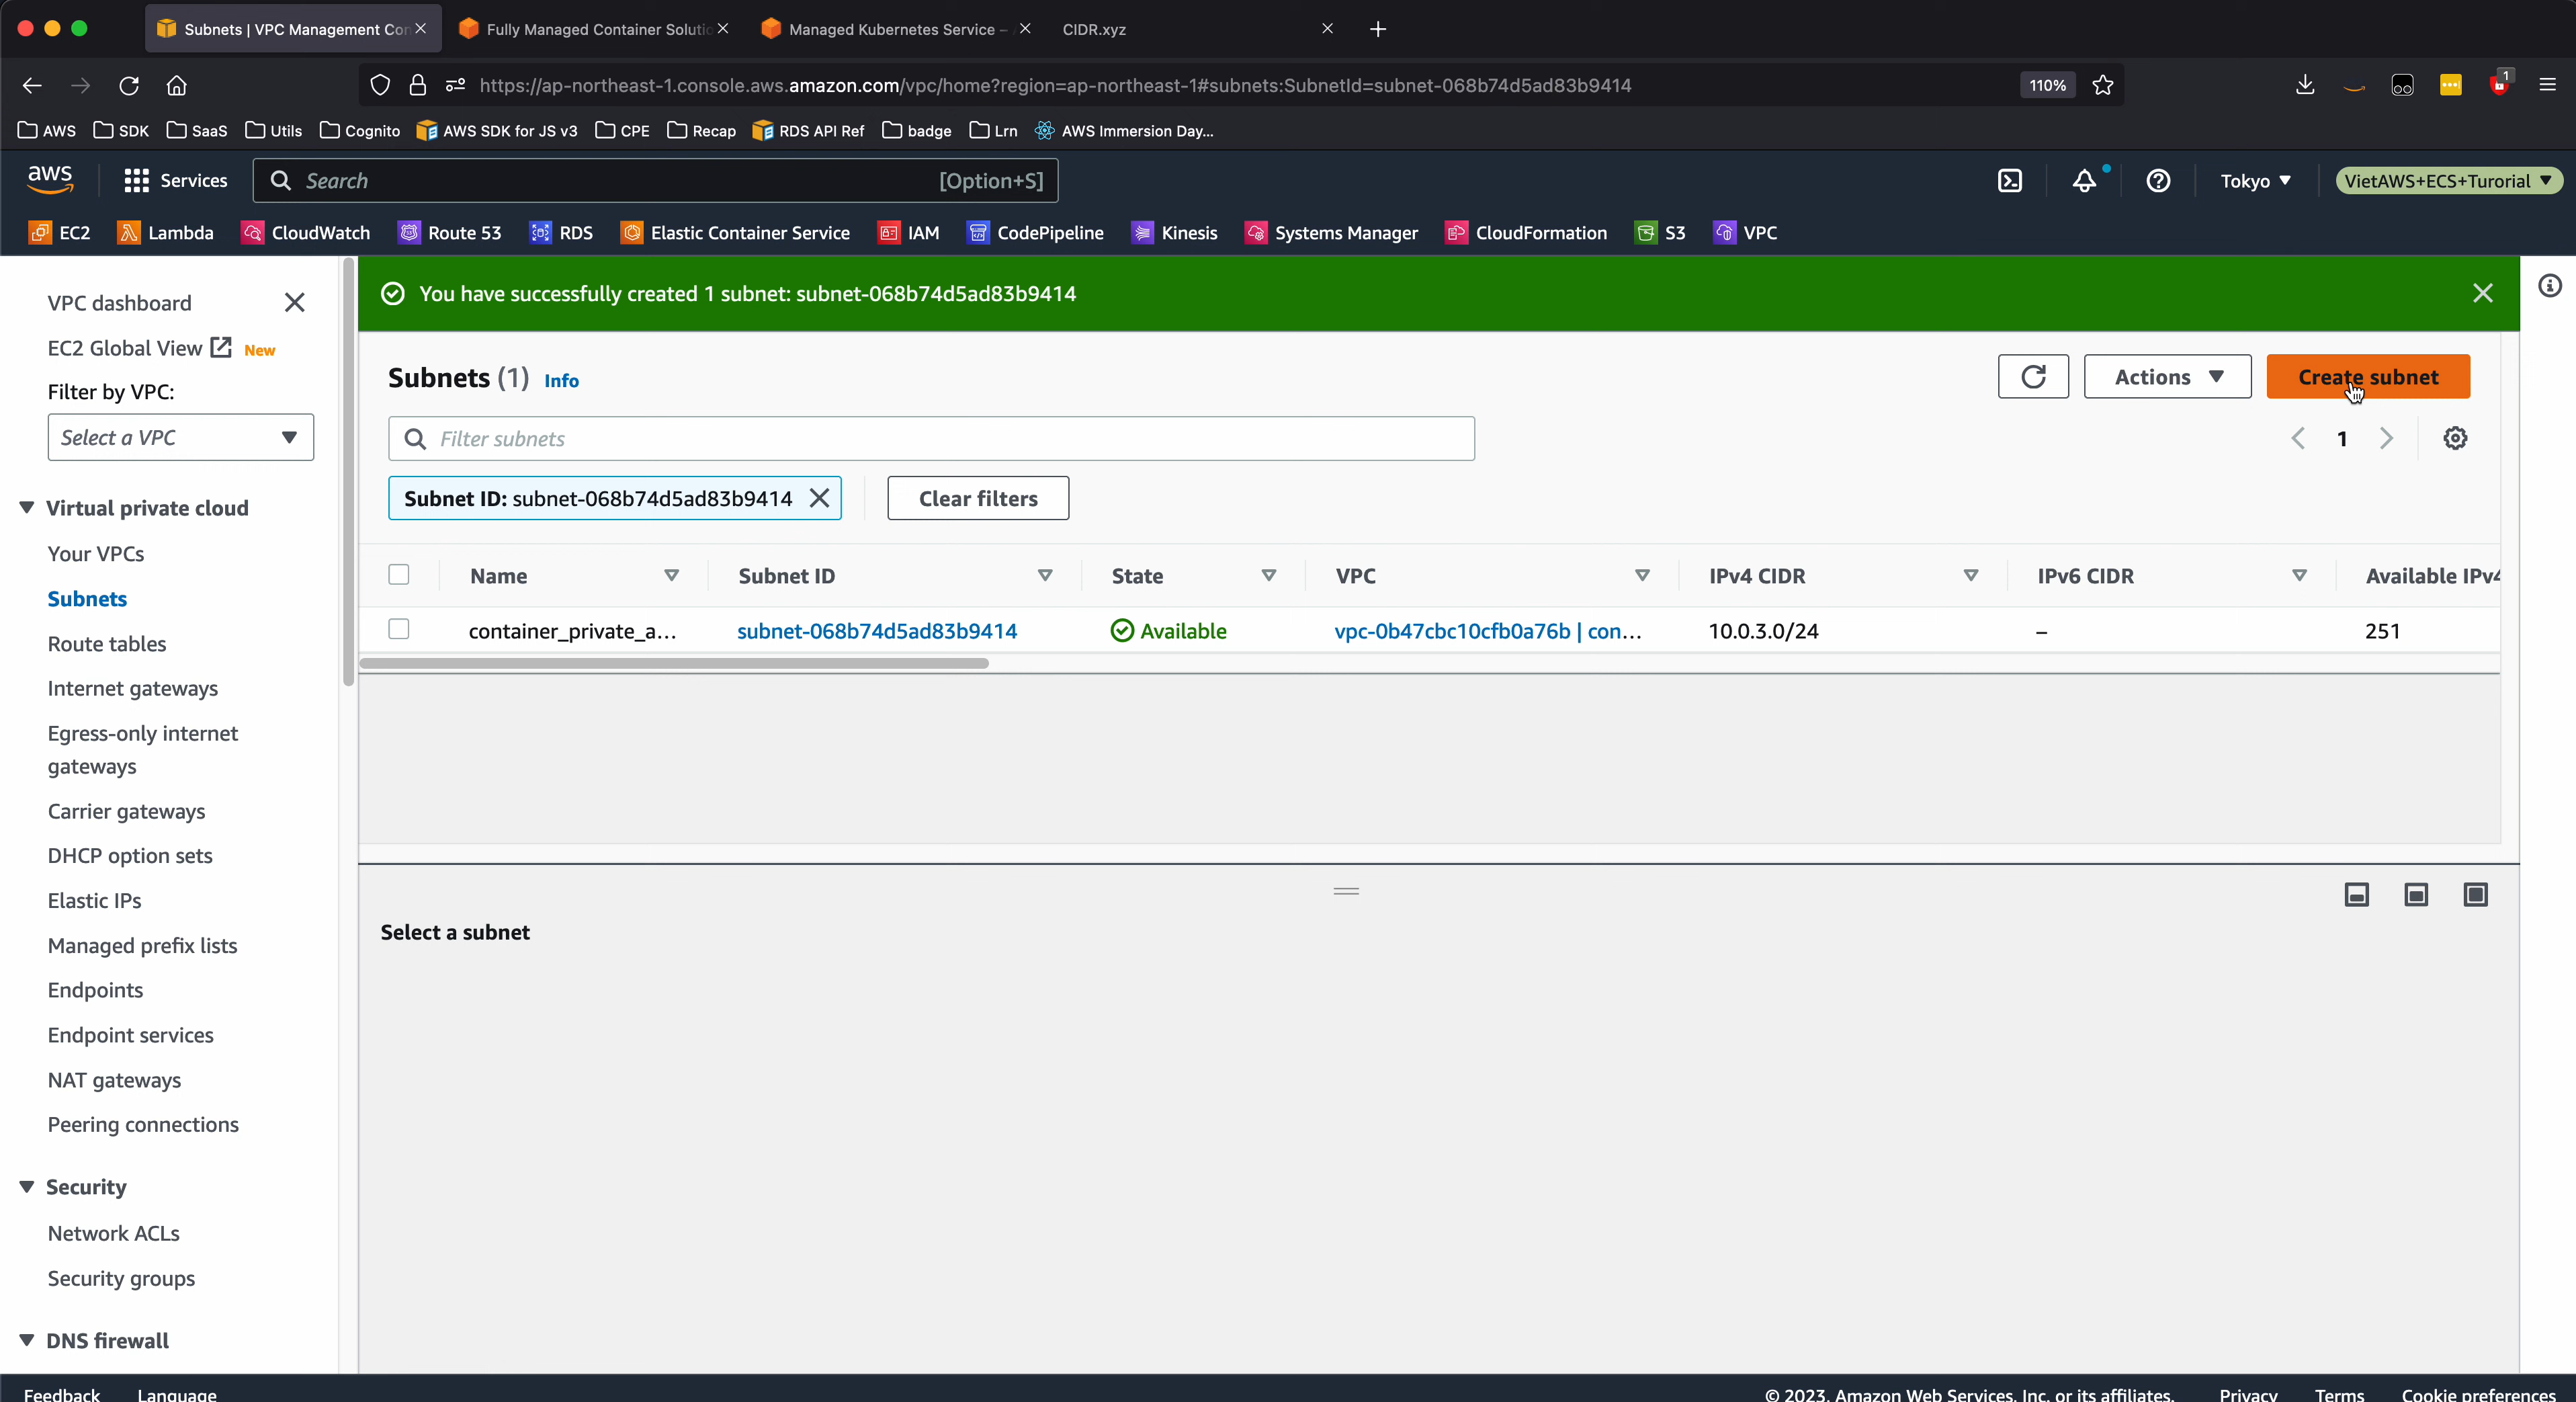 Subnets | VPC Management Con
Fully Managed Container Solutio
Managed Kubernetes Service –
CIDR.xyz
https://ap-northeast-1.console.aws.amazon.com/vpc/home?region=ap-northeast-1#subnets:SubnetId=subnet-068b74d5ad83b9414
110%
1
AWS SDK SaaS Utils Cognito AWS SDK for JS v3 CPE Recap RDS API Ref badge Lrn AWS Immersion Day...
aws Services Search [Option+S] Tokyo VietAWS+ECS+Turorial
EC2 Lambda CloudWatch Route 53 RDS Elastic Container Service IAM CodePipeline Kinesis Systems Manager CloudFormation S3 VPC
VPC dashboard
EC2 Global View New
Filter by VPC:
Select a VPC
Virtual private cloud
Your VPCs
Subnets
Route tables
Internet gateways
Egress-only internet
gateways
Carrier gateways
DHCP option sets
Elastic IPs
Managed prefix lists
Endpoints
Endpoint services
NAT gateways
Peering connections
Security
Network ACLs
Security groups
DNS firewall
You have successfully created 1 subnet: subnet-068b74d5ad83b9414
Subnets (1) Info
Actions
Create subnet
Filter subnets
1
Subnet ID: subnet-068b74d5ad83b9414
Clear filters
Name Subnet ID State VPC IPv4 CIDR IPv6 CIDR Available IPv4
container_private_a... subnet-068b74d5ad83b9414 Available vpc-0b47cbc10cfb0a76b | con... 10.0.3.0/24 – 251
Select a subnet
Feedback Language © 2023, Amazon Web Services, Inc. or its affiliates. Privacy Terms Cookie preferences